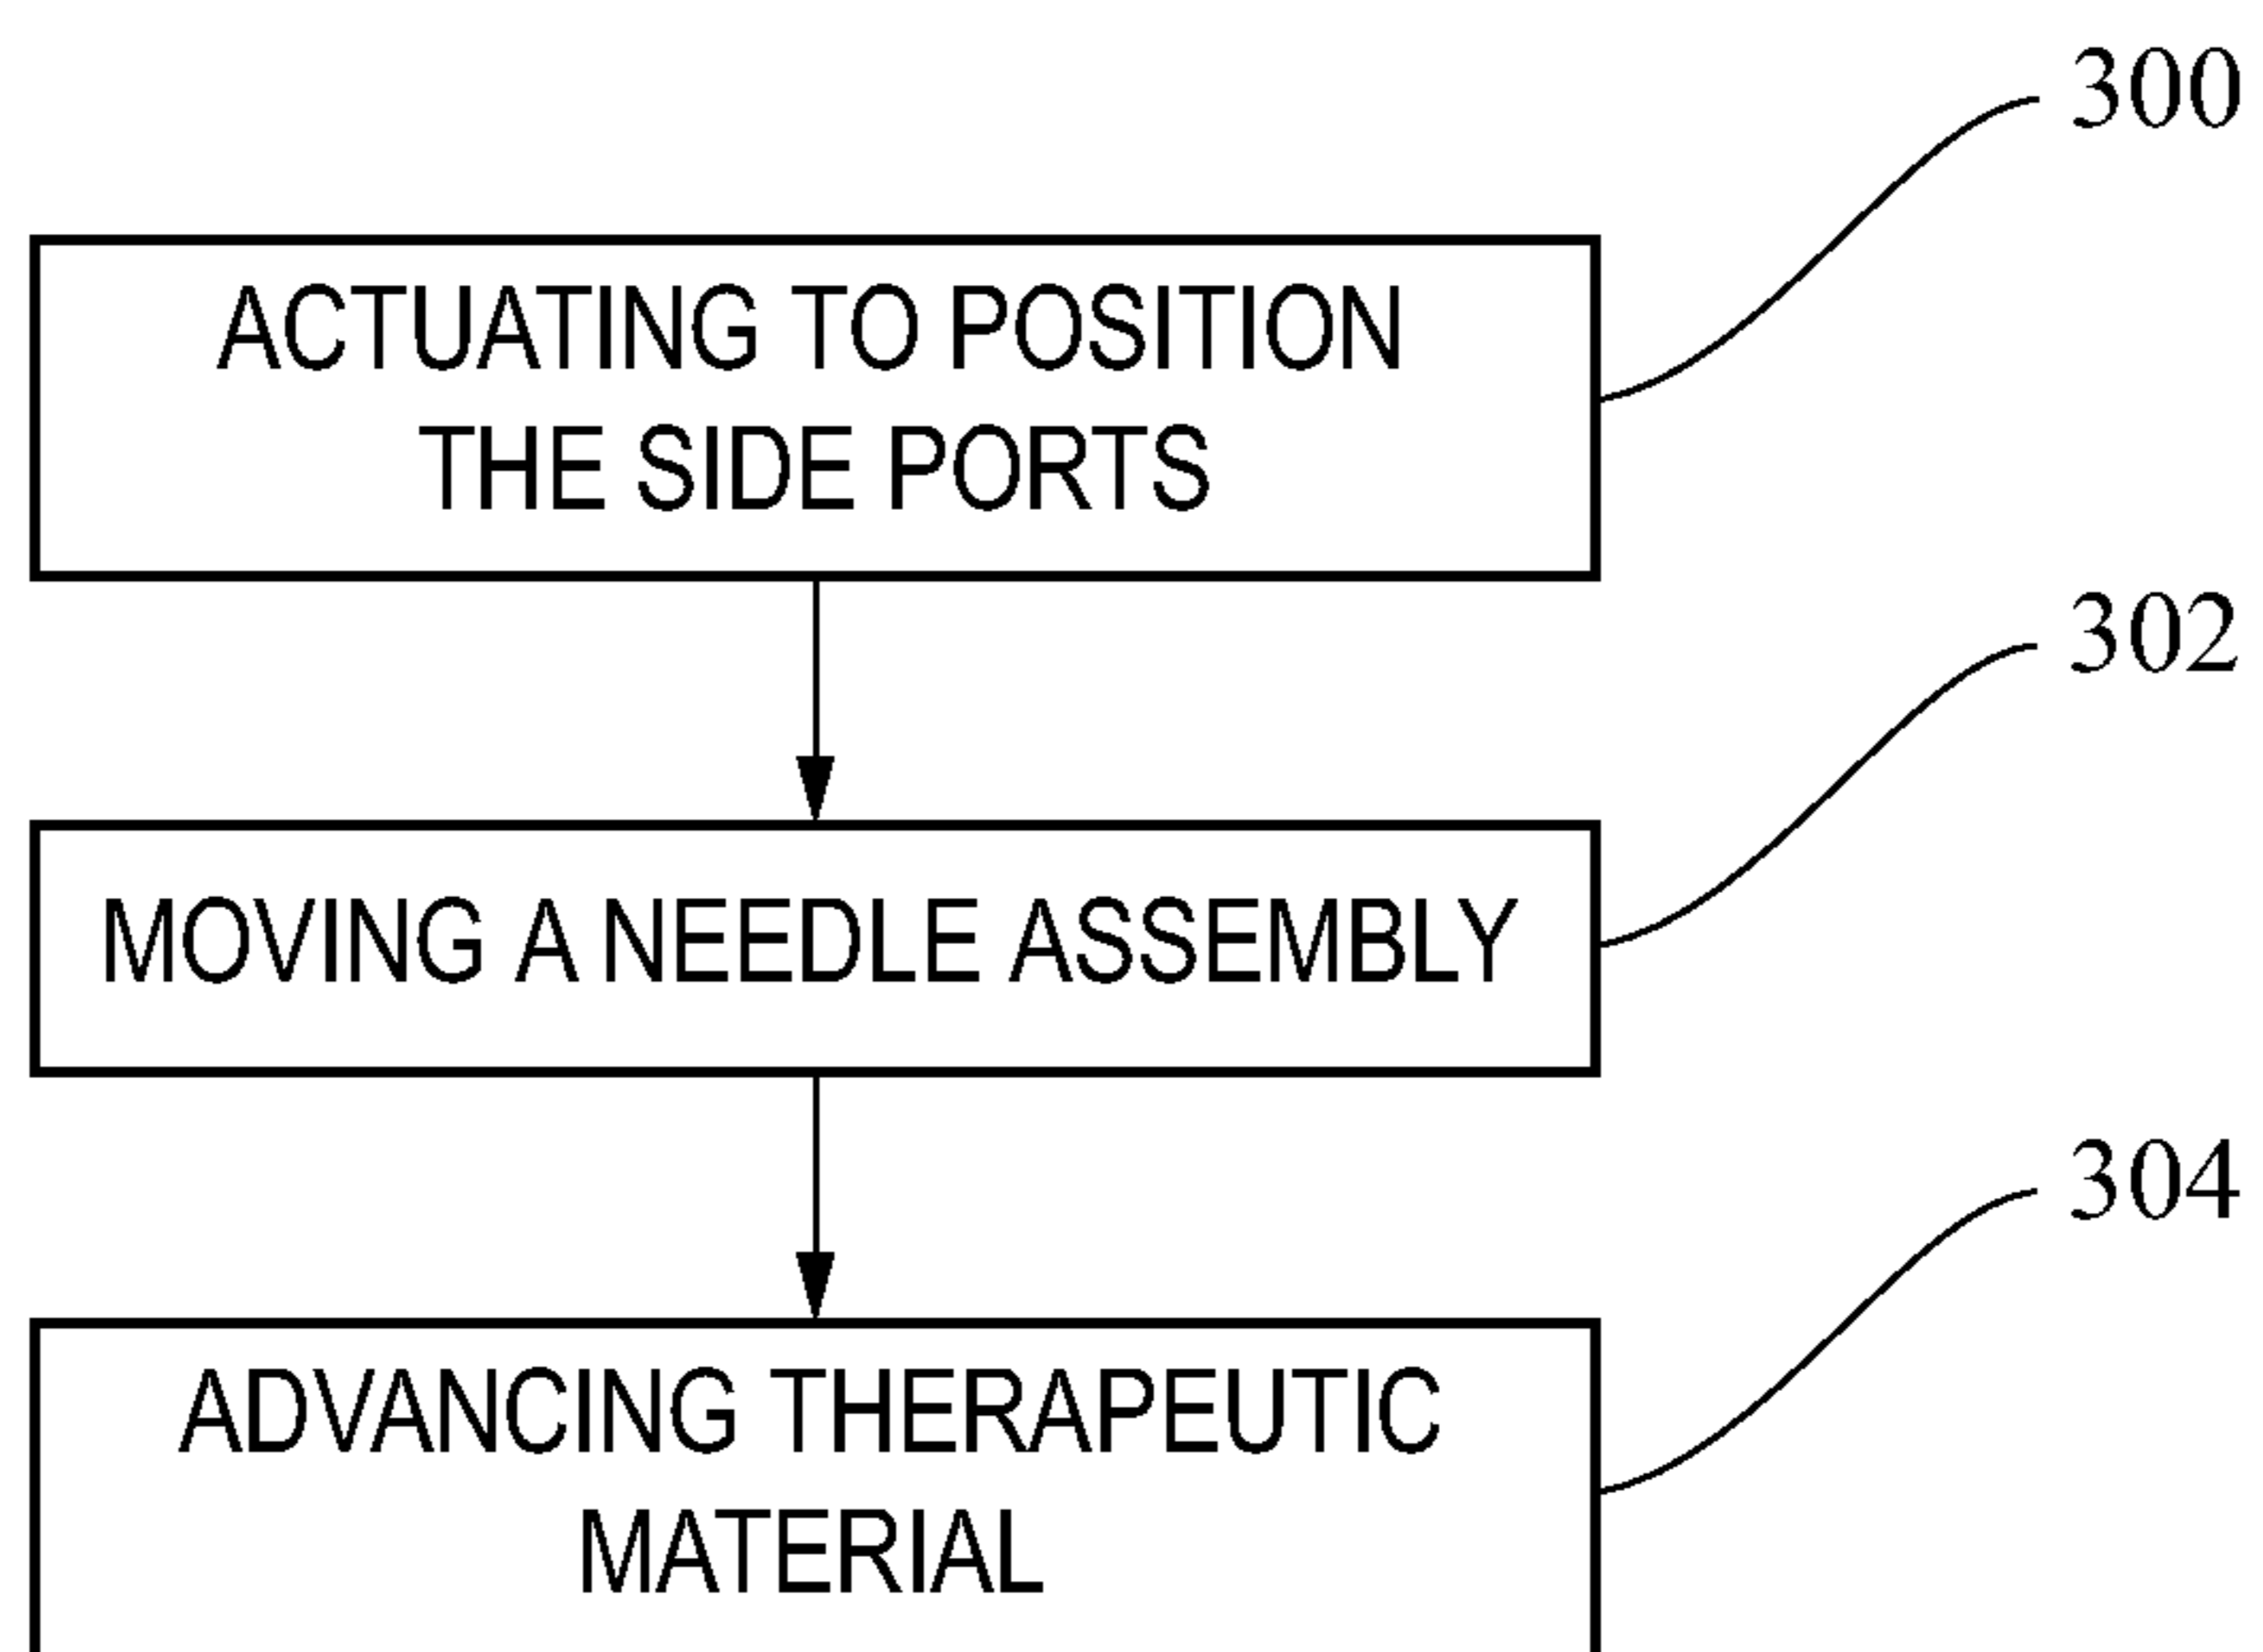 300
ACTUATING TO POSITION
THE SIDE PORTS
302
MOVING A NEEDLE ASSEMBLY
304
ADVANCING THERAPEUTIC
MATERIAL